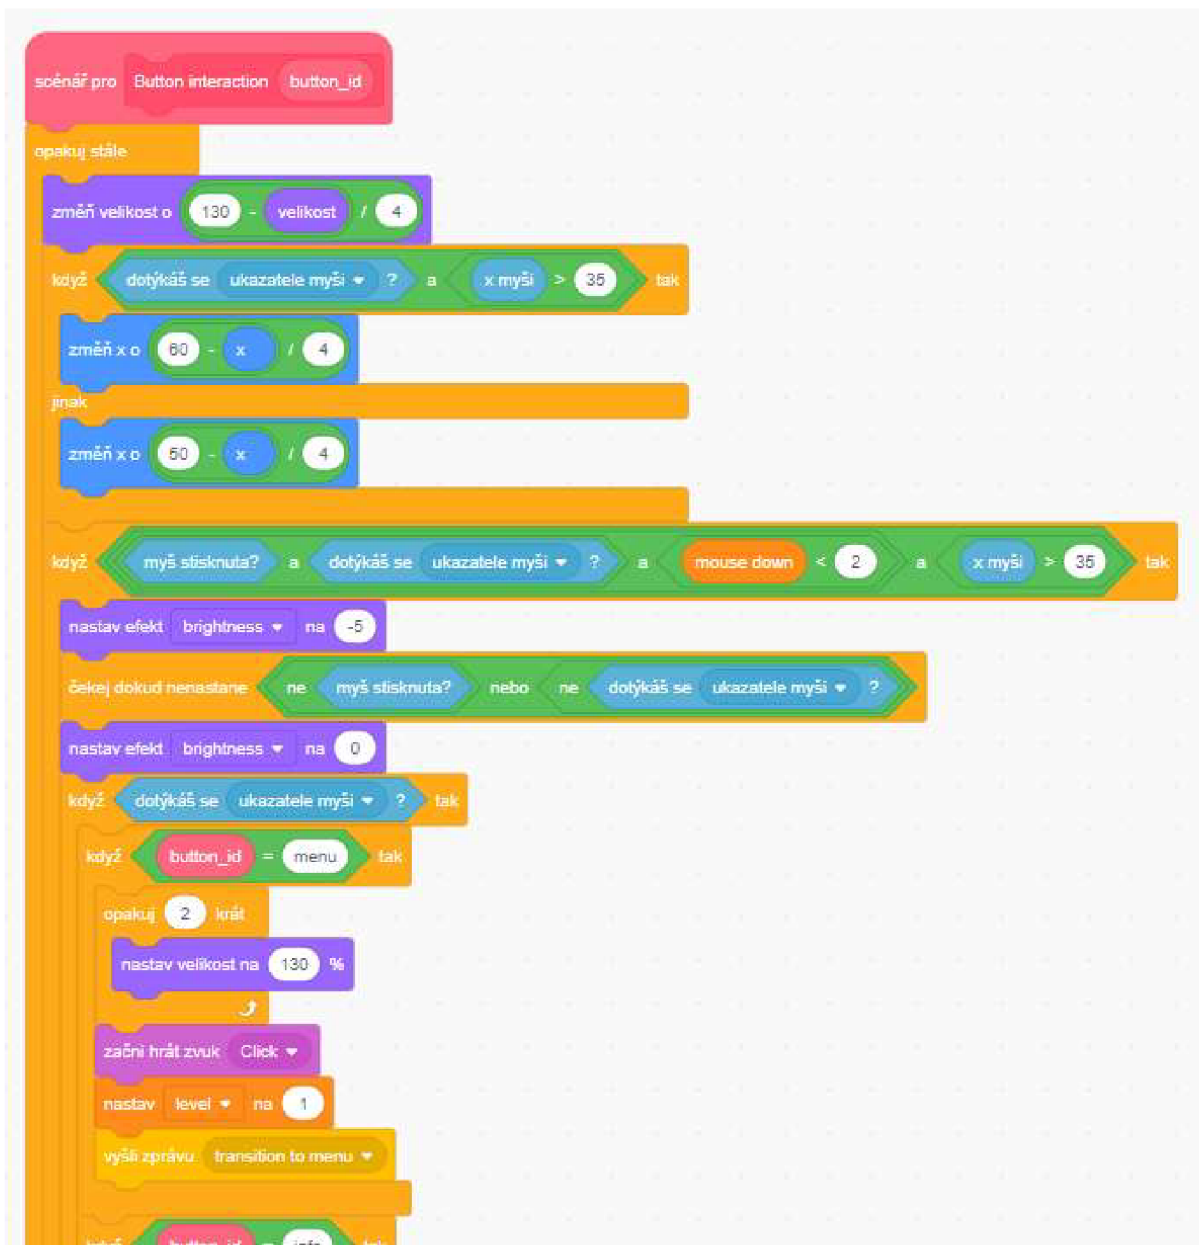 scénář pro Button interaction button_id
opakuj stále
změň velikost o 130 - velikost / 4
když dotýkáš se ukazatele myši ? a x myši > 35 tak
změň x o 60 - x / 4
jinak
změň x o 50 - x / 4
když myš stisknuta? a dotýkáš se ukazatele myši ? a mouse down < 2 a x myši > 35 tak
nastav efekt brightness na -5
čekej dokud nenastane ne myš stisknuta? nebo ne dotýkáš se ukazatele myši ?
nastav efekt brightness na 0
když dotýkáš se ukazatele myši ? tak
když button_id = menu tak
opakuj 2 krát
nastav velikost na 130 %
začni hrát zvuk Click
nastav level na 1
vyšli zprávu transition to menu
když button_id = info tak